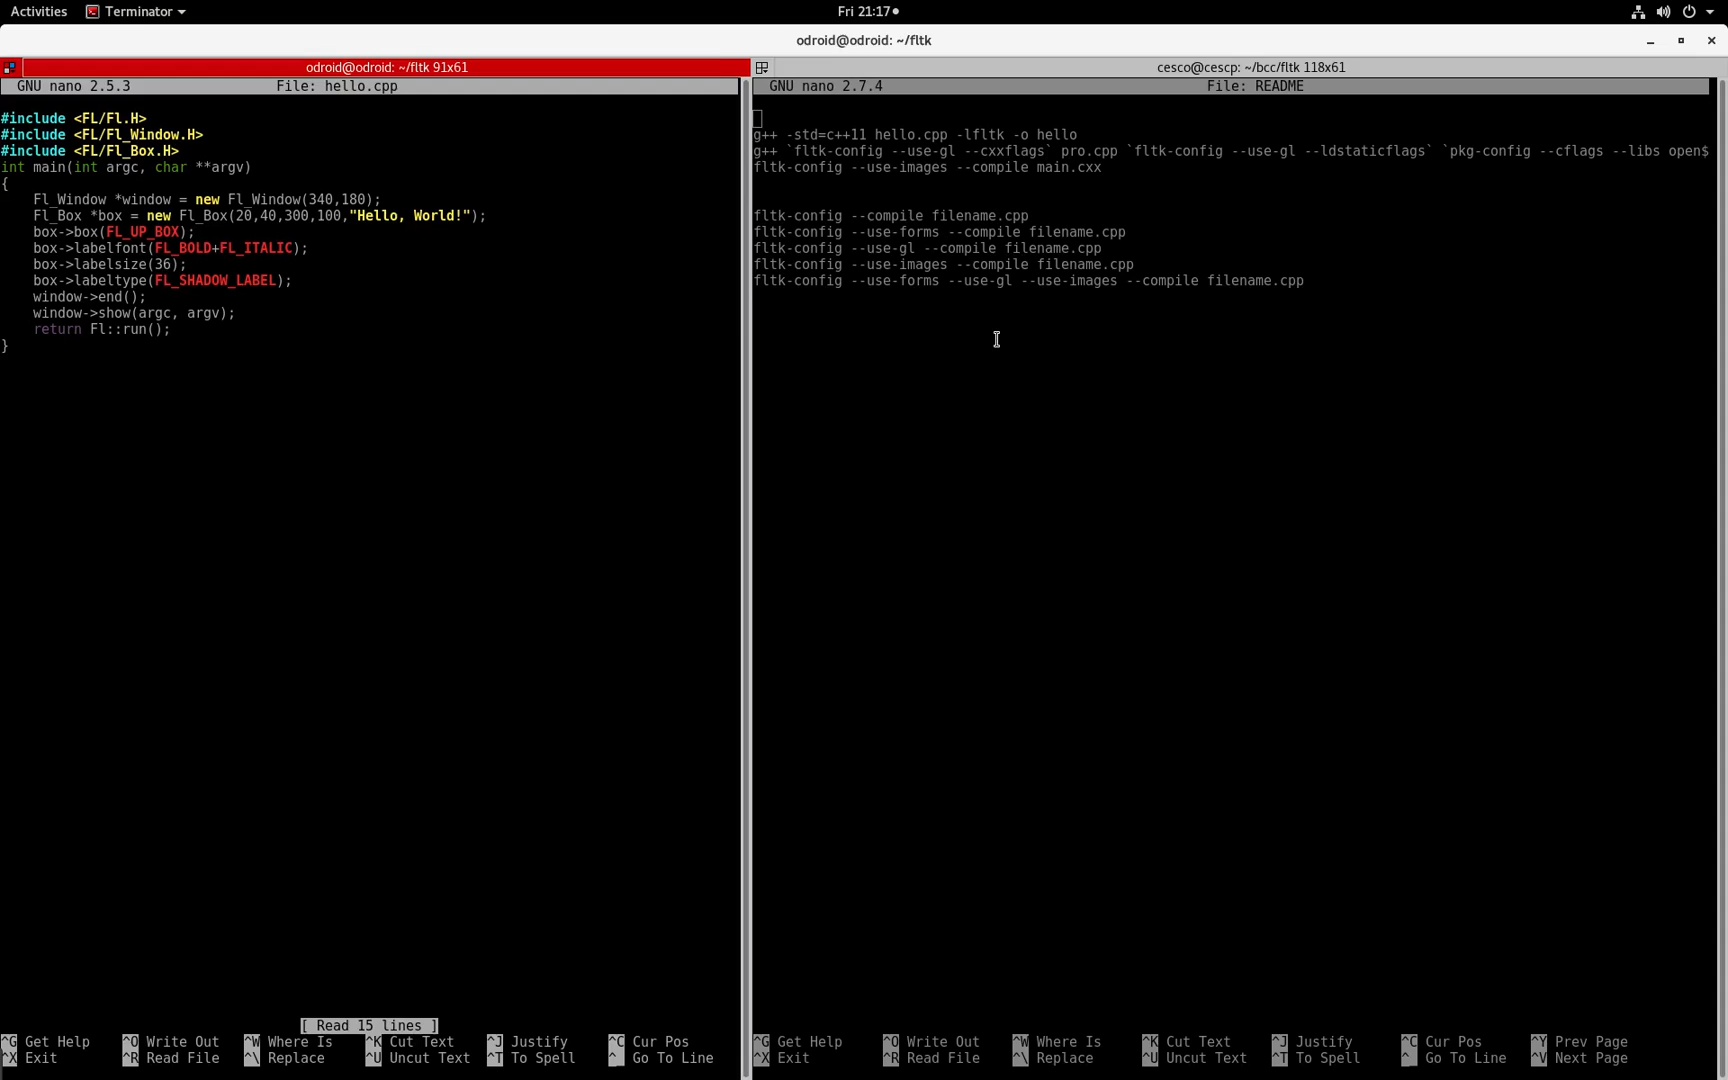 Activities Terminator Fri 21:17
odroid@odroid: ~/fltk
odroid@odroid: ~/fltk 91x61
GNU nano 2.5.3 File: hello.cpp
#include <FL/Fl.H>
#include <FL/Fl_Window.H>
#include <FL/Fl_Box.H>
int main(int argc, char **argv)
{
    Fl_Window *window = new Fl_Window(340,180);
    Fl_Box *box = new Fl_Box(20,40,300,100,"Hello, World!");
    box->box(FL_UP_BOX);
    box->labelfont(FL_BOLD+FL_ITALIC);
    box->labelsize(36);
    box->labeltype(FL_SHADOW_LABEL);
    window->end();
    window->show(argc, argv);
    return Fl::run();
}
[ Read 15 lines ]
^G Get Help ^O Write Out ^W Where Is ^K Cut Text ^J Justify ^C Cur Pos
^X Exit ^R Read File ^\ Replace ^U Uncut Text ^T To Spell ^_ Go To Line
cesco@cescp: ~/bcc/fltk 118x61
GNU nano 2.7.4 File: README
g++ -std=c++11 hello.cpp -lfltk -o hello
g++ `fltk-config --use-gl --cxxflags` pro.cpp `fltk-config --use-gl --ldstaticflags` `pkg-config --cflags --libs open$
fltk-config --use-images --compile main.cxx
fltk-config --compile filename.cpp
fltk-config --use-forms --compile filename.cpp
fltk-config --use-gl --compile filename.cpp
fltk-config --use-images --compile filename.cpp
fltk-config --use-forms --use-gl --use-images --compile filename.cpp
^G Get Help ^O Write Out ^W Where Is ^K Cut Text ^J Justify ^C Cur Pos ^Y Prev Page
^X Exit ^R Read File ^\ Replace ^U Uncut Text ^T To Spell ^_ Go To Line ^V Next Page